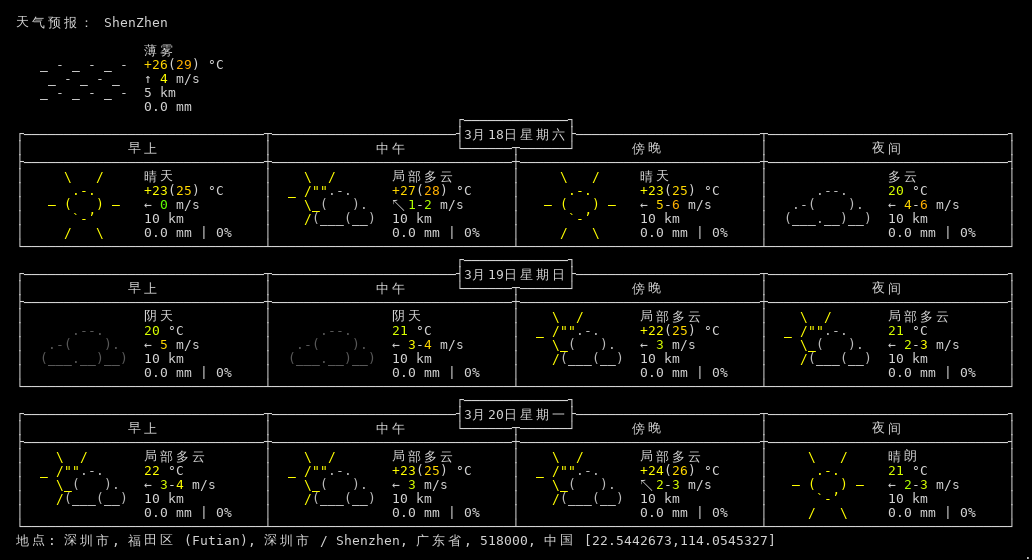 天气预报： ShenZhen
薄雾
+26(29) °C
↑ 4 m/s
5 km
0.0 mm
3月18日星期六
早上 中午 傍晚 夜间
晴天 局部多云 晴天 多云
+23(25) °C +27(28) °C +23(25) °C 20 °C
← 0 m/s ↖ 1-2 m/s ← 5-6 m/s ← 4-6 m/s
10 km 10 km 10 km 10 km
0.0 mm | 0% 0.0 mm | 0% 0.0 mm | 0% 0.0 mm | 0%
3月19日星期日
早上 中午 傍晚 夜间
阴天 阴天 局部多云 局部多云
20 °C 21 °C +22(25) °C 21 °C
← 5 m/s ← 3-4 m/s ← 3 m/s ← 2-3 m/s
10 km 10 km 10 km 10 km
0.0 mm | 0% 0.0 mm | 0% 0.0 mm | 0% 0.0 mm | 0%
3月20日星期一
早上 中午 傍晚 夜间
局部多云 局部多云 局部多云 晴朗
22 °C +23(25) °C +24(26) °C 21 °C
← 3-4 m/s ← 3 m/s ↖ 2-3 m/s ← 2-3 m/s
10 km 10 km 10 km 10 km
0.0 mm | 0% 0.0 mm | 0% 0.0 mm | 0% 0.0 mm | 0%
地点: 深圳市, 福田区 (Futian), 深圳市 / Shenzhen, 广东省, 518000, 中国 [22.5442673,114.0545327]